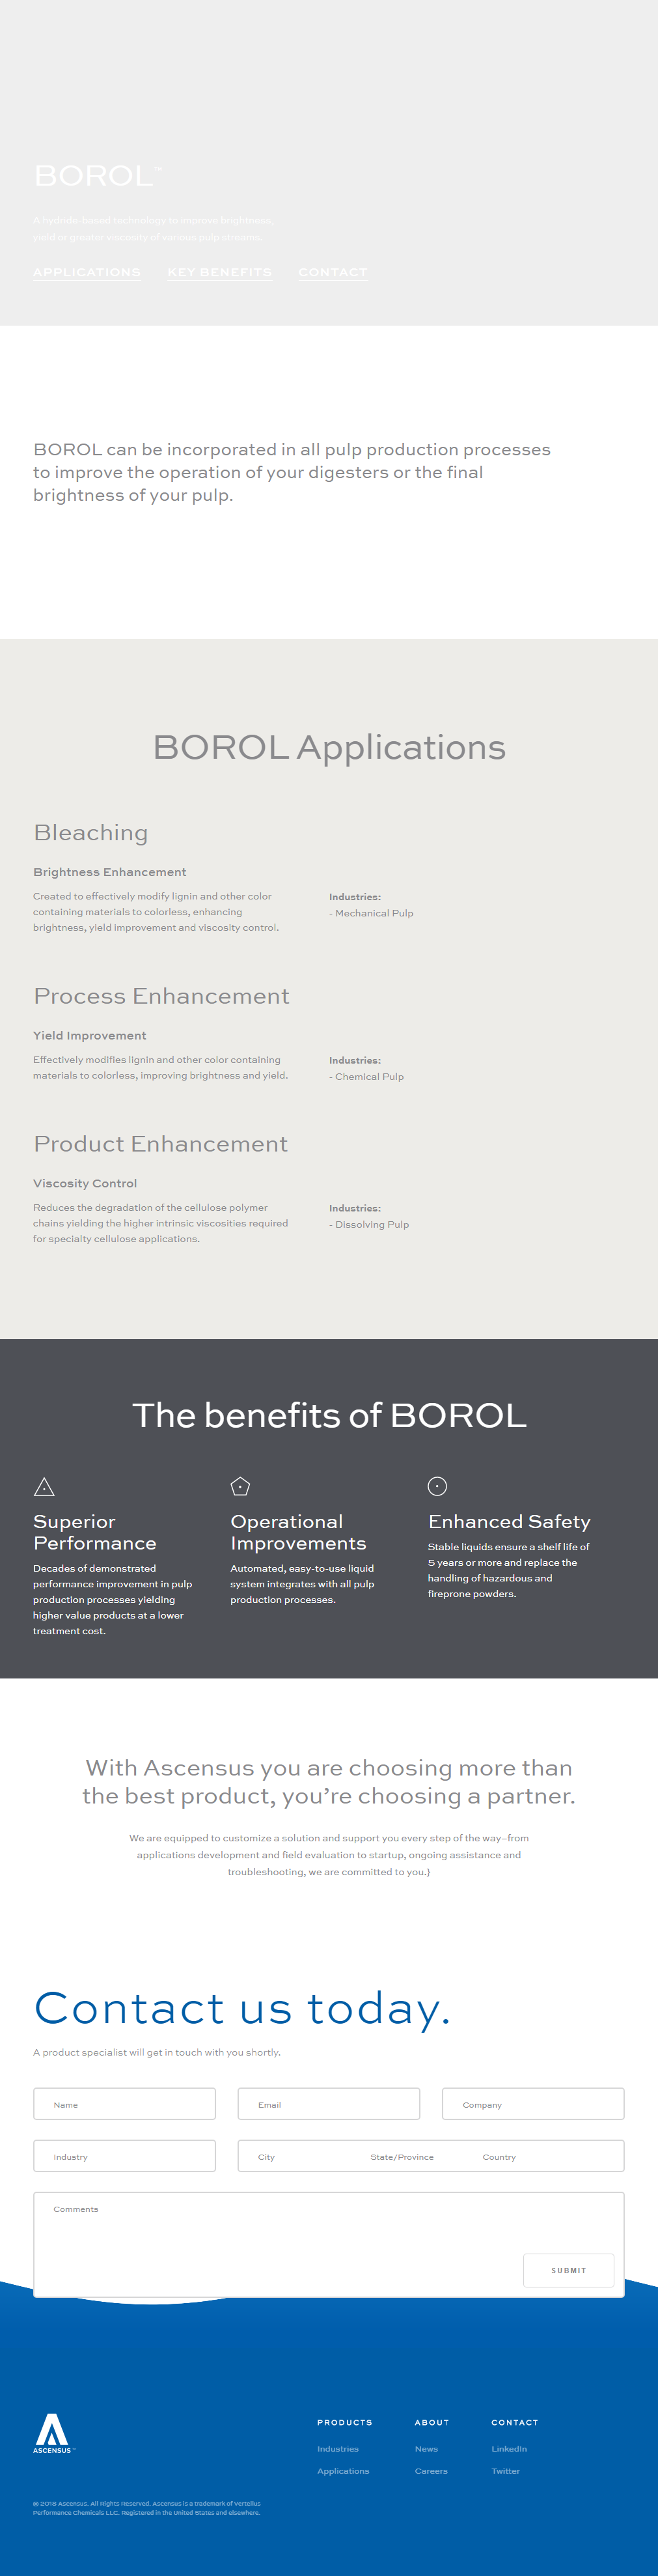 BOROL™
A hydride-based technology to improve brightness,
yield or greater viscosity of various pulp streams.
APPLICATIONS KEY BENEFITS CONTACT
BOROL can be incorporated in all pulp production processes
to improve the operation of your digesters or the final
brightness of your pulp.
BOROL Applications
Bleaching
Brightness Enhancement
Created to effectively modify lignin and other color
containing materials to colorless, enhancing
brightness, yield improvement and viscosity control.
Industries:
- Mechanical Pulp
Process Enhancement
Yield Improvement
Effectively modifies lignin and other color containing
materials to colorless, improving brightness and yield.
Industries:
- Chemical Pulp
Product Enhancement
Viscosity Control
Reduces the degradation of the cellulose polymer
chains yielding the higher intrinsic viscosities required
for specialty cellulose applications.
Industries:
- Dissolving Pulp
The benefits of BOROL
Superior
Performance
Decades of demonstrated
performance improvement in pulp
production processes yielding
higher value products at a lower
treatment cost.
Operational
Improvements
Automated, easy-to-use liquid
system integrates with all pulp
production processes.
Enhanced Safety
Stable liquids ensure a shelf life of
5 years or more and replace the
handling of hazardous and
fireprone powders.
With Ascensus you are choosing more than
the best product, you’re choosing a partner.
We are equipped to customize a solution and support you every step of the way–from
applications development and field evaluation to startup, ongoing assistance and
troubleshooting, we are committed to you.}
Contact us today.
A product specialist will get in touch with you shortly.
Name Email Company
Industry City State/Province Country
Comments
SUBMIT
ASCENSUS™
PRODUCTS ABOUT CONTACT
Industries News LinkedIn
Applications Careers Twitter
© 2018 Ascensus. All Rights Reserved. Ascensus is a trademark of Vertellus
Performance Chemicals LLC. Registered in the United States and elsewhere.